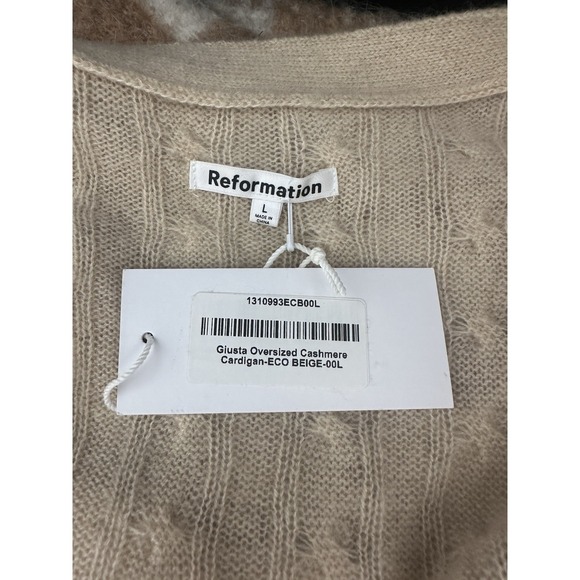 Reformation
L
MADE IN
CHINA
1310993ECB00L
Giusta Oversized Cashmere
Cardigan-ECO BEIGE-00L